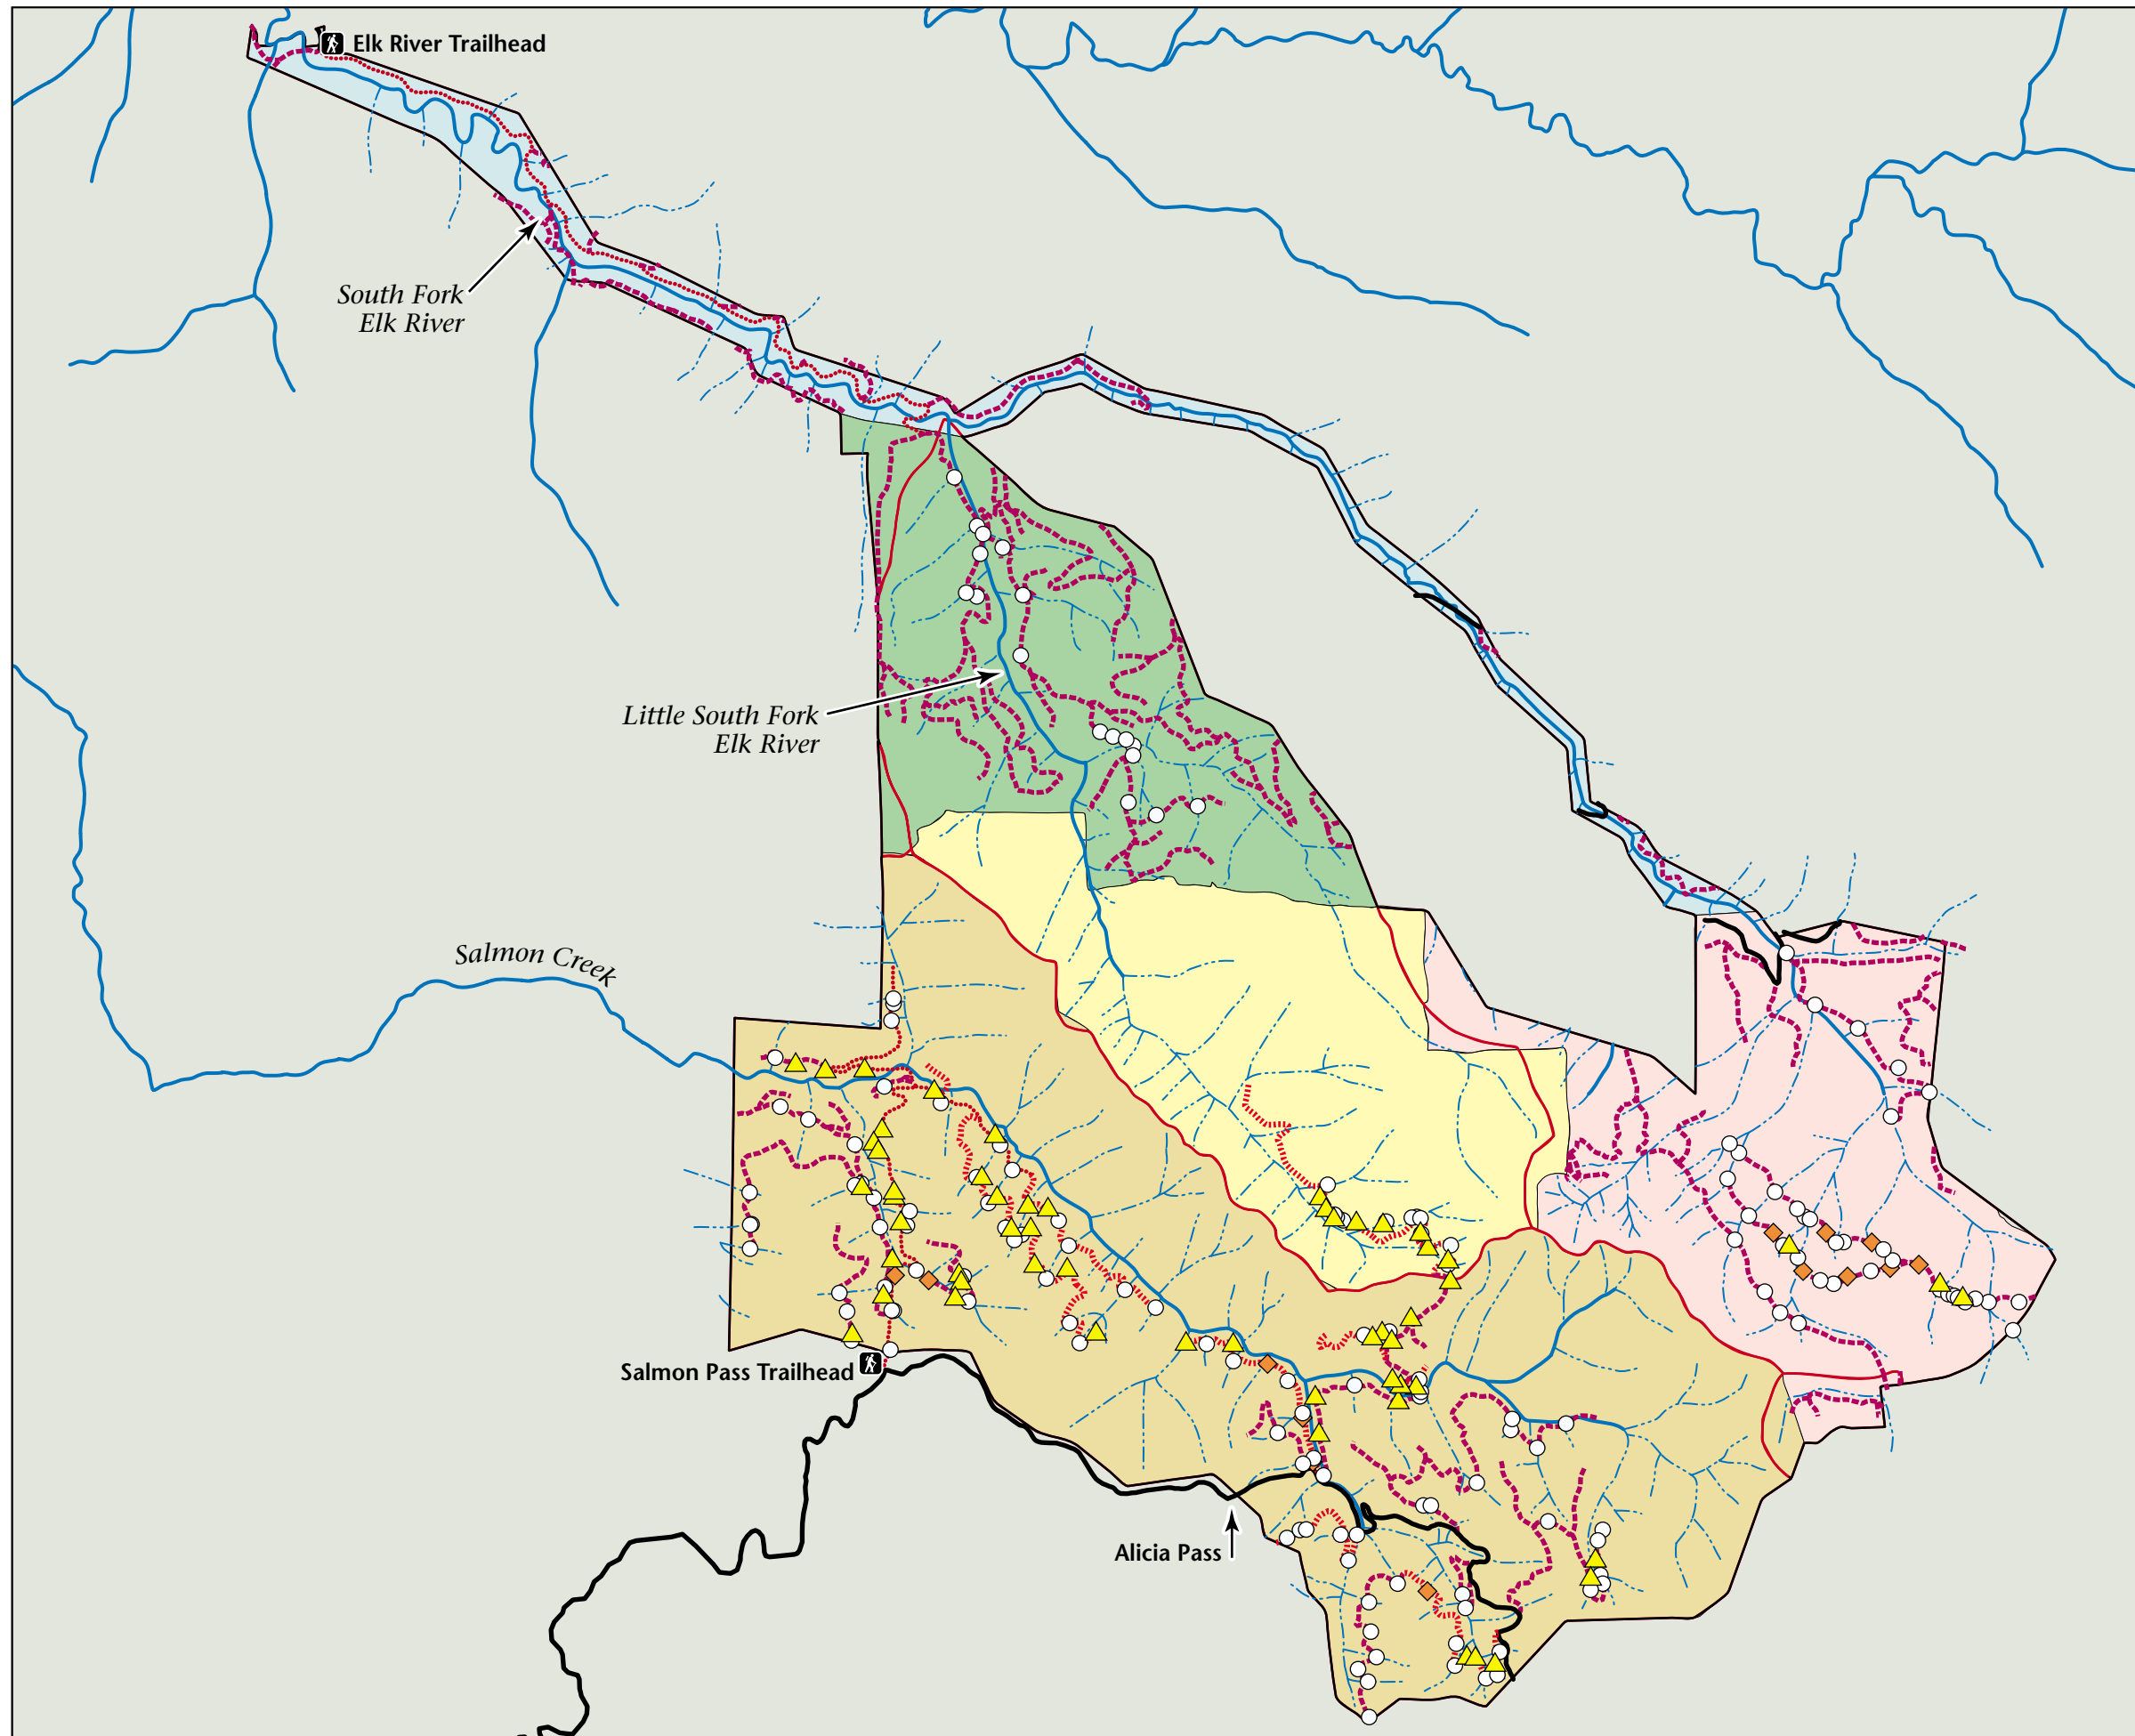 Elk River Trailhead
South Fork
Elk River
Little South Fork
Elk River
Salmon Creek
Salmon Pass Trailhead
Alicia Pass